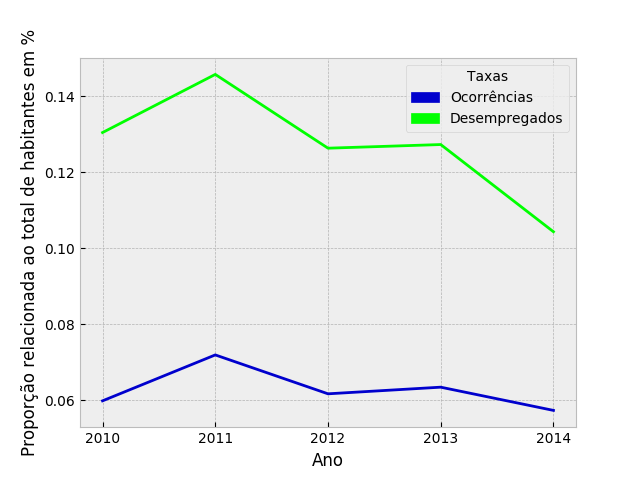 Proporção relacionada ao total de habitantes em %
0.14
0.12
0.10
0.08
0.06
Taxas
Ocorrências
Desempregados
2010 2011 2012 2013 2014
Ano